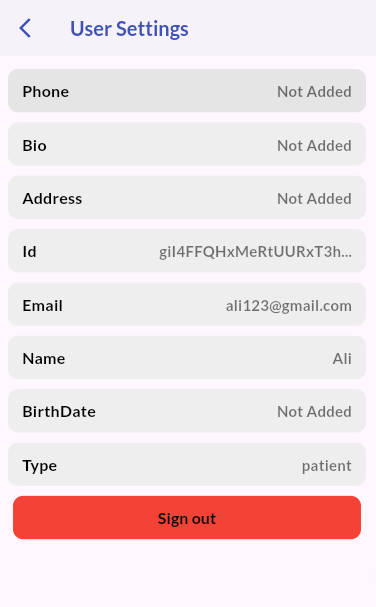 User Settings
Phone Not Added
Bio Not Added
Address Not Added
Id gil4FFQHxMeRtUURxT3h...
Email ali123@gmail.com
Name Ali
BirthDate Not Added
Type patient
Sign out